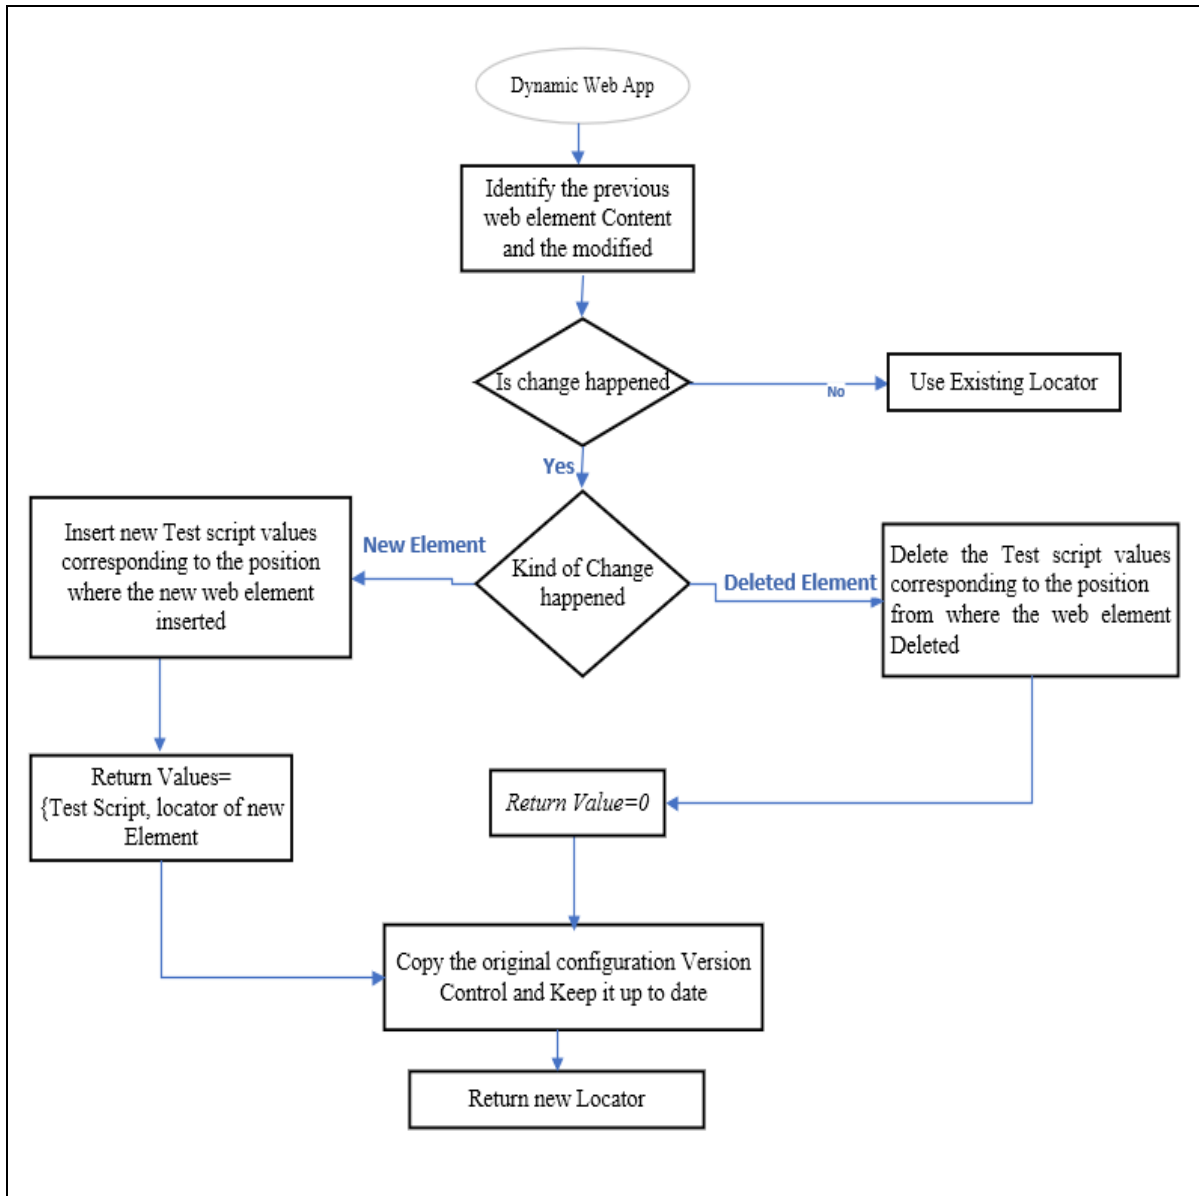 Dynamic Web App
Identify the previous
web element Content
and the modified
Is change happened
No
Use Existing Locator
Yes
Insert new Test script values
corresponding to the position
where the new web element
inserted
New Element
Kind of Change
happened
Deleted Element
Delete the Test script values
corresponding to the position
from where the web element
Deleted
Return Values=
{Test Script, locator of new
Element
Return Value=0
Copy the original configuration Version
Control and Keep it up to date
Return new Locator